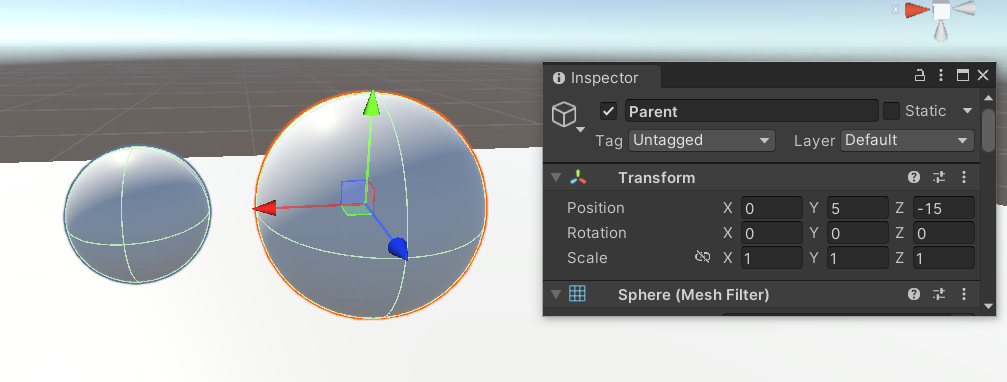 x
Inspector
Parent
Static
Tag Untagged Layer Default
Transform
Position X 0 Y 5 Z -15
Rotation X 0 Y 0 Z 0
Scale X 1 Y 1 Z 1
Sphere (Mesh Filter)